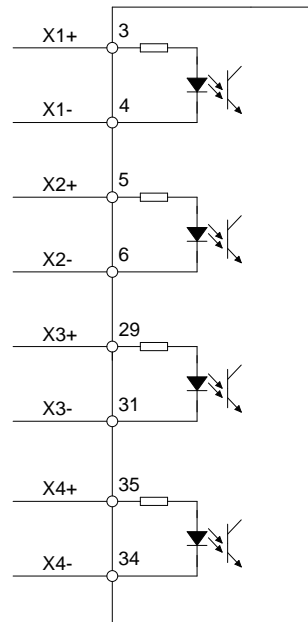 X1+ 3
X1- 4
X2+ 5
X2- 6
X3+ 29
X3- 31
X4+ 35
X4- 34